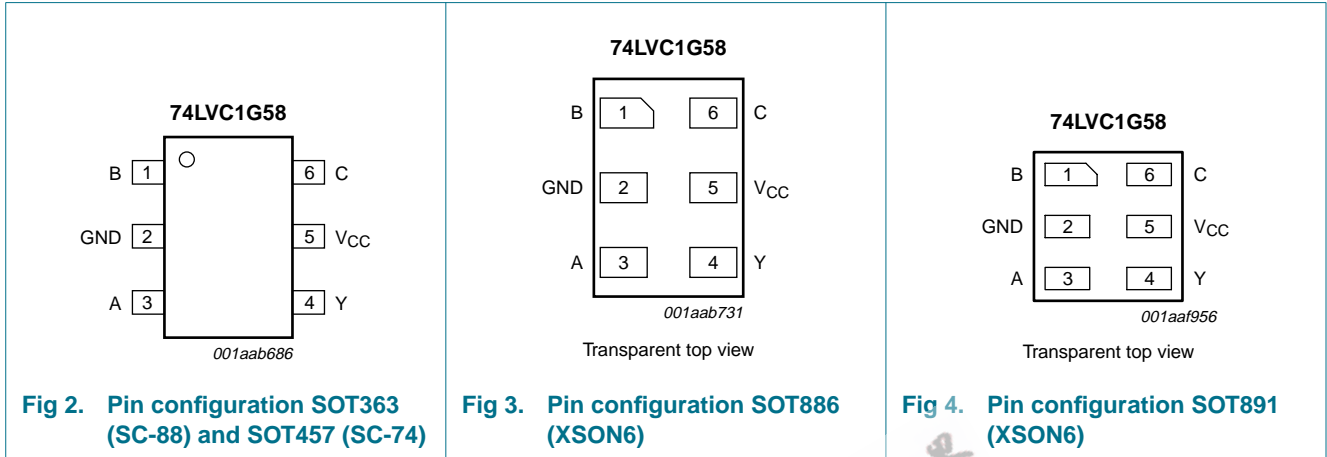 74LVC1G58
B 1 6 C
GND 2 5 VCC
A 3 4 Y
001aab686
Fig 2. Pin configuration SOT363
(SC-88) and SOT457 (SC-74)
74LVC1G58
B 1 6 C
GND 2 5 VCC
A 3 4 Y
001aab731
Transparent top view
Fig 3. Pin configuration SOT886
(XSON6)
74LVC1G58
B 1 6 C
GND 2 5 VCC
A 3 4 Y
001aaf956
Transparent top view
Fig 4. Pin configuration SOT891
(XSON6)